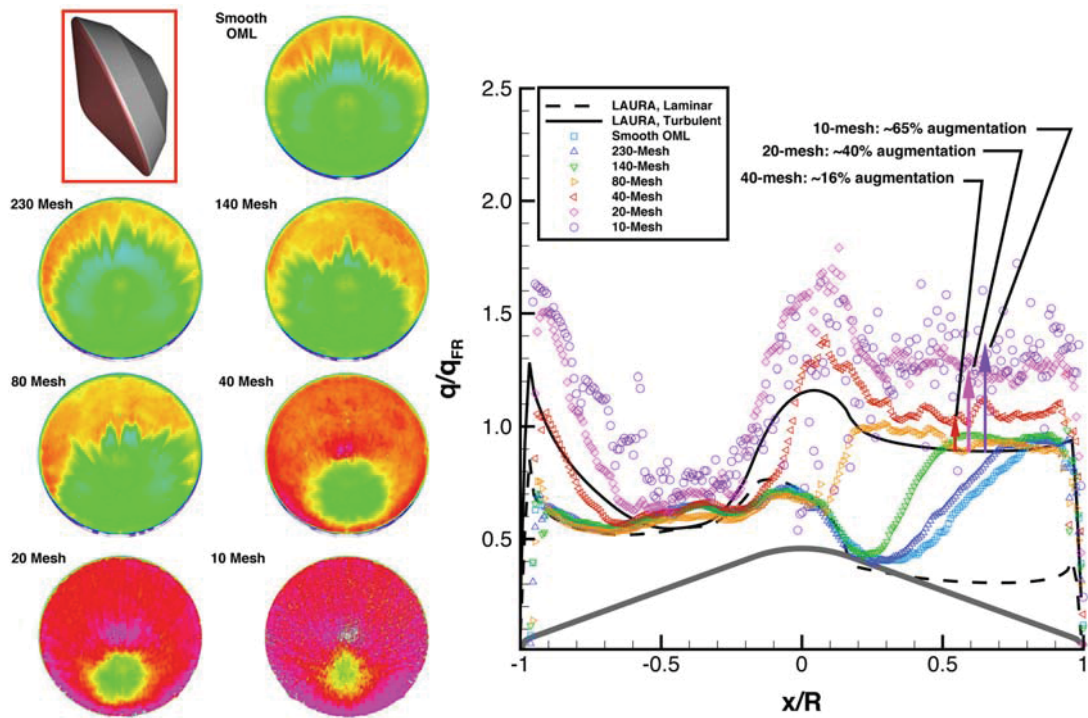 Smooth
OML
230 Mesh
140 Mesh
80 Mesh
40 Mesh
20 Mesh
10 Mesh
2.5
2.0
1.5
1.0
0.5
0
q/qFR
-1
-0.5
0
0.5
1
x/R
LAURA, Laminar
LAURA, Turbulent
Smooth OML
230-Mesh
140-Mesh
80-Mesh
40-Mesh
20-Mesh
10-Mesh
10-mesh: ~65% augmentation
20-mesh: ~40% augmentation
40-mesh: ~16% augmentation